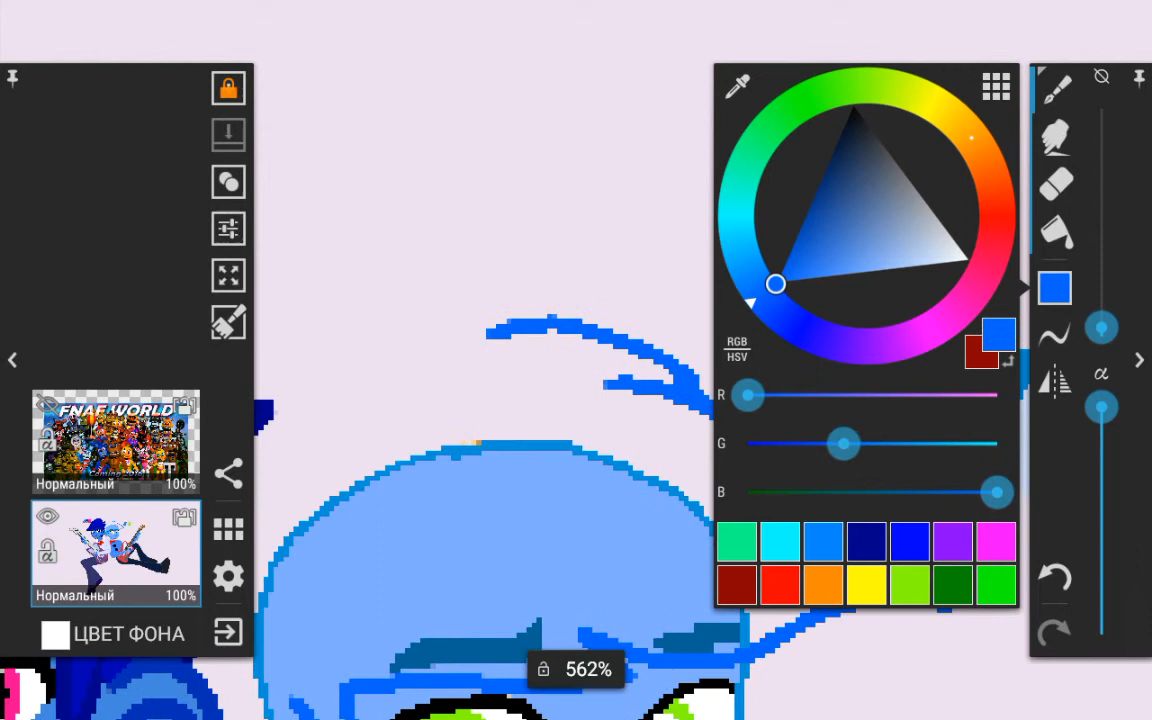 FNAF WORLD
Нормальный 100%
Нормальный 100%
ЦВЕТ ФОНА
RGB
HSV
R
G
B
α
562%